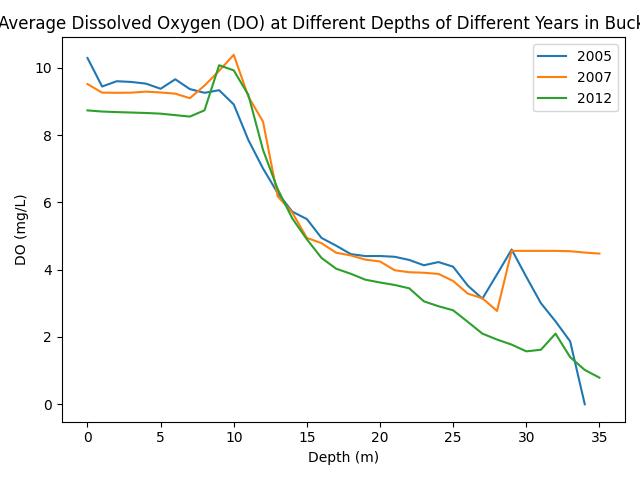 Average Dissolved Oxygen (DO) at Different Depths of Different Years in Buck
2005
2007
2012
DO (mg/L)
10
8
6
4
2
0
0 5 10 15 20 25 30 35
Depth (m)